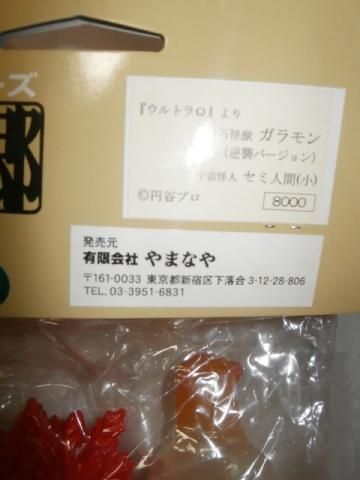 ーズ
『ウルトラQ』より
石怪獣 ガラモン
(逆襲バージョン)
宇宙怪人 セミ人間(小)
©円谷プロ
8000
発売元
有限会社 やまなや
〒161-0033 東京都新宿区下落合3-12-28-806
TEL. 03-3951-6831